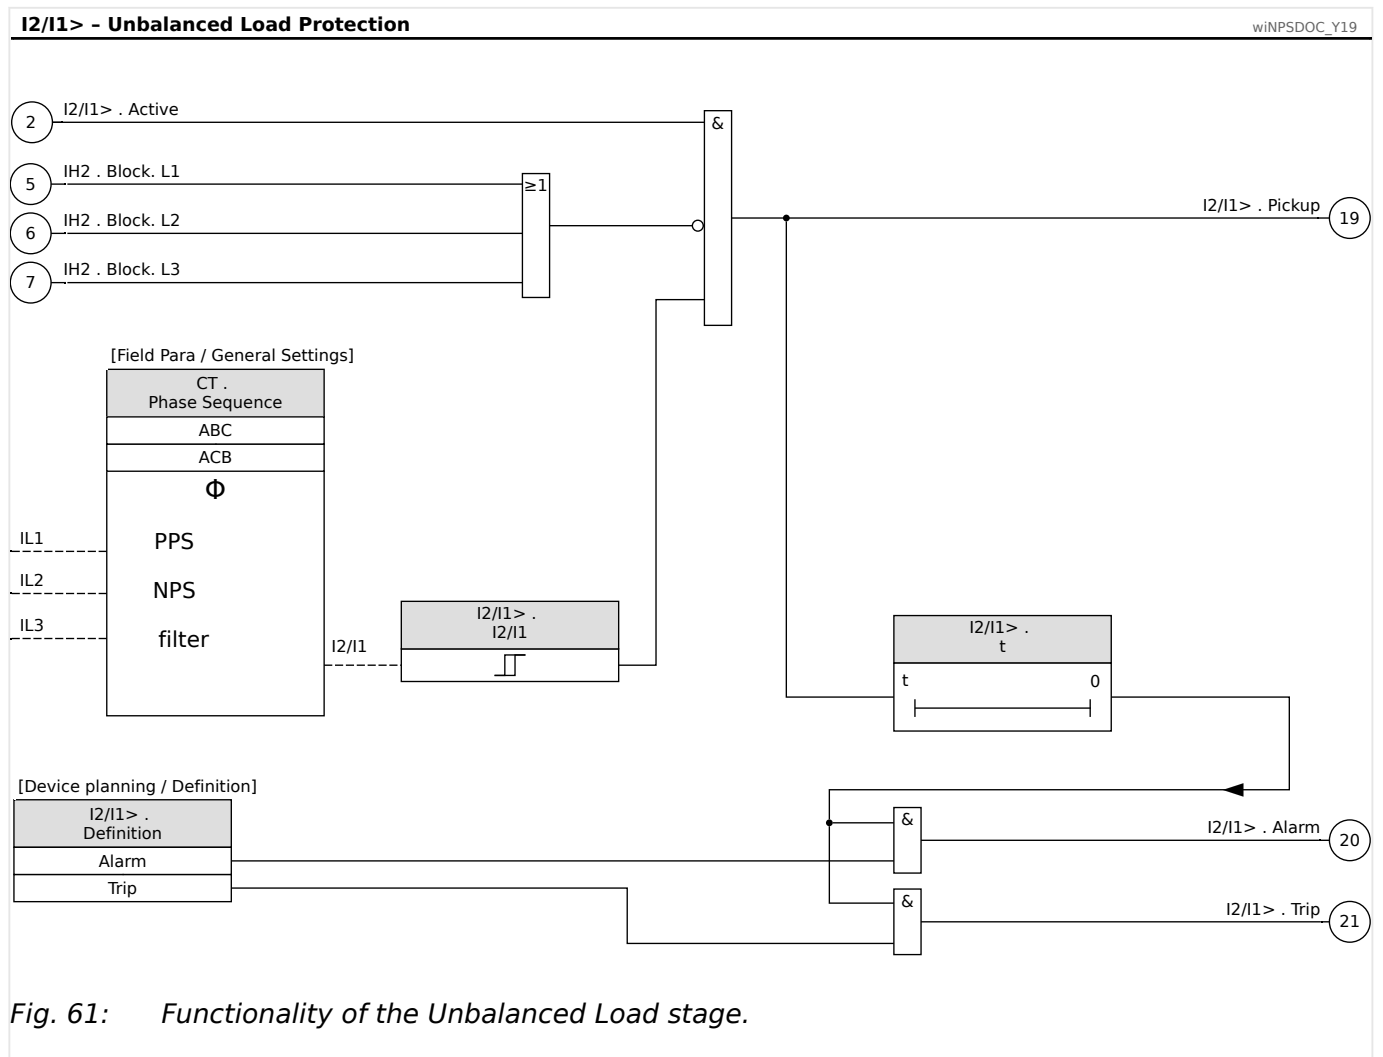 I2/I1> – Unbalanced Load Protection
wiNPSDOC_Y19
2
I2/I1> . Active
&
5
IH2 . Block. L1
≥1
6
IH2 . Block. L2
7
IH2 . Block. L3
I2/I1> . Pickup
19
[Field Para / General Settings]
CT .
Phase Sequence
ABC
ACB
Φ
IL1
PPS
IL2
NPS
IL3
filter
I2/I1
I2/I1> .
I2/I1
I2/I1> .
t
t
0
[Device planning / Definition]
I2/I1> .
Definition
Alarm
Trip
&
I2/I1> . Alarm
20
&
I2/I1> . Trip
21
Fig. 61: Functionality of the Unbalanced Load stage.